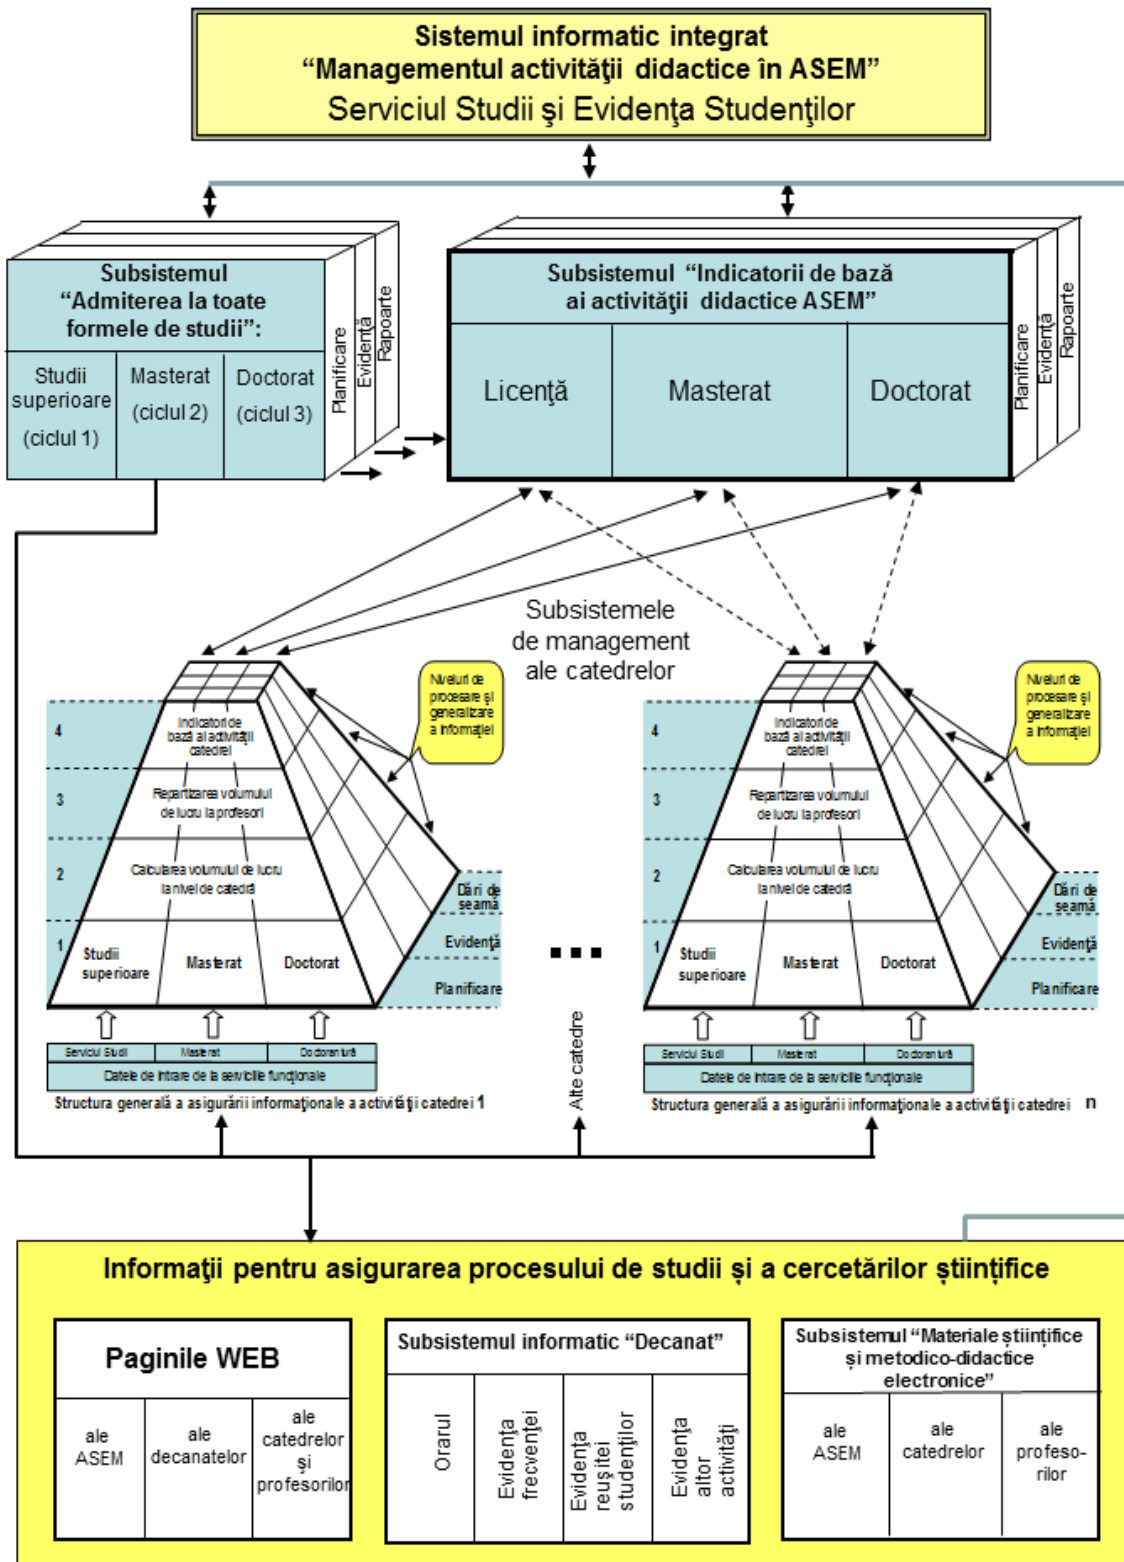 Sistemul informatic integrat
“Managementul activităţii didactice în ASEM”
Serviciul Studii şi Evidenţa Studenţilor
Subsistemul
“Admiterea la toate
formele de studii”:
Studii
superioare
(ciclul 1)
Masterat
(ciclul 2)
Doctorat
(ciclul 3)
Planificare
Evidenţă
Rapoarte
Subsistemul “Indicatorii de bază
ai activităţii didactice ASEM”
Licenţă
Masterat
Doctorat
Planificare
Evidenţă
Rapoarte
Subsistemele
de management
ale catedrelor
Niveluri de
procesare şi
generalizare
a informaţiei
4
Indicatori de
bază ai activităţii
catedrei
3
Repartizarea volumului
de lucru la profesori
2
Calcularea volumului de lucru
la nivel de catedră
1
Studii
superioare
Masterat
Doctorat
Dări de
seamă
Evidenţă
Planificare
Serviciul Studii
Masterat
Doctorantură
Datele de intrare de la serviciile funcţionale
Structura generală a asigurării informaţionale a activităţii catedrei 1
...
Alte catedre
Niveluri de
procesare şi
generalizare
a informaţiei
4
Indicatori de
bază ai activităţii
catedrei
3
Repartizarea volumului
de lucru la profesori
2
Calcularea volumului de lucru
la nivel de catedră
1
Studii
superioare
Masterat
Doctorat
Dări de
seamă
Evidenţă
Planificare
Serviciul Studii
Masterat
Doctorantură
Datele de intrare de la serviciile funcţionale
Structura generală a asigurării informaţionale a activităţii catedrei n
Informaţii pentru asigurarea procesului de studii și a cercetărilor științifice
Paginile WEB
ale
ASEM
ale
decanatelor
ale
catedrelor
și
profesorilor
Subsistemul informatic “Decanat”
Orarul
Evidenţa
frecvenţei
Evidenţa
reuşitei
studenţilor
Evidenţa
altor
activităţi
Subsistemul “Materiale științifice
și metodico-didactice
electronice”
ale
ASEM
ale
catedrelor
ale
profeso-
rilor